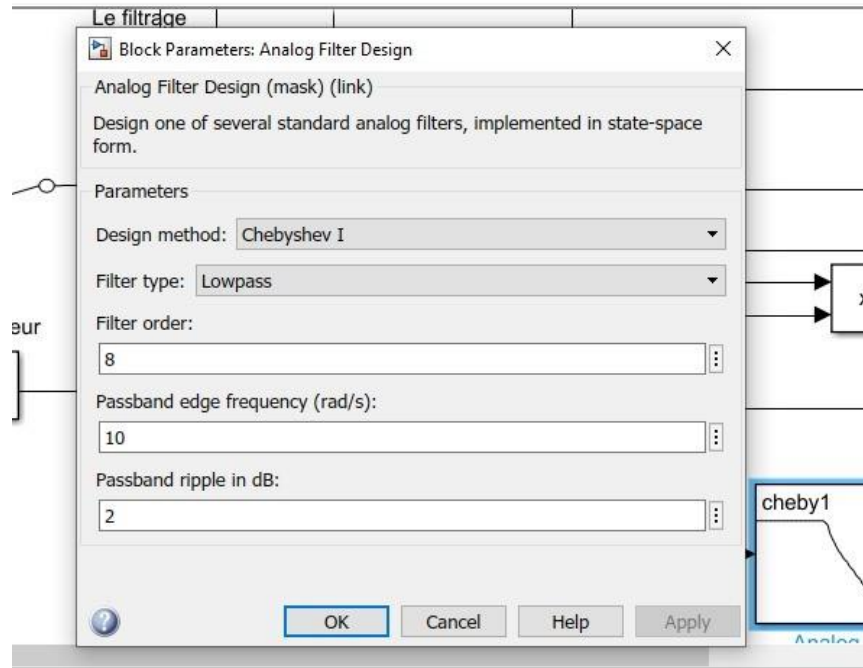 Le filtrage
Block Parameters: Analog Filter Design
Analog Filter Design (mask) (link)
Design one of several standard analog filters, implemented in state-space
form.
Parameters
Design method: Chebyshev I
Filter type: Lowpass
Filter order:
eur
8
Passband edge frequency (rad/s):
10
Passband ripple in dB:
2
cheby1
OK Cancel Help Apply
Analog